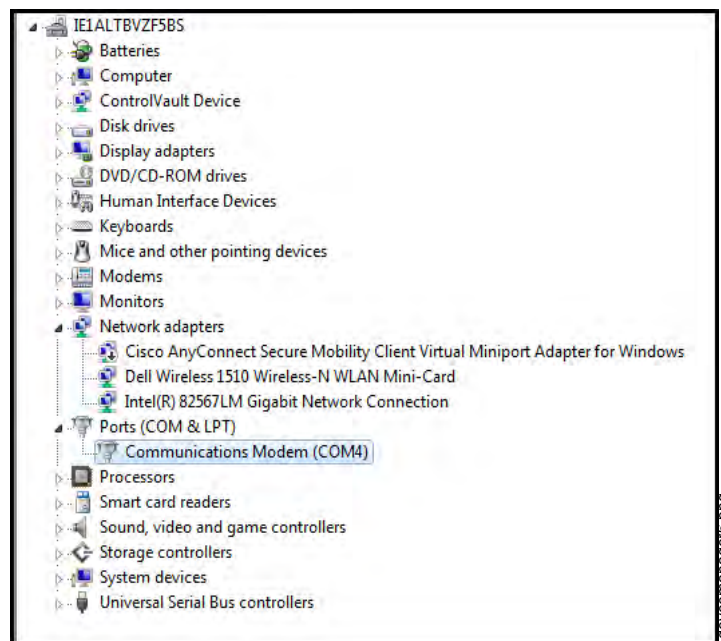 IE1ALTBVZF5BS
Batteries
Computer
ControlVault Device
Disk drives
Display adapters
DVD/CD-ROM drives
Human Interface Devices
Keyboards
Mice and other pointing devices
Modems
Monitors
Network adapters
Cisco AnyConnect Secure Mobility Client Virtual Miniport Adapter for Windows
Dell Wireless 1510 Wireless-N WLAN Mini-Card
Intel(R) 82567LM Gigabit Network Connection
Ports (COM & LPT)
Communications Modem (COM4)
Processors
Smart card readers
Sound, video and game controllers
Storage controllers
System devices
Universal Serial Bus controllers